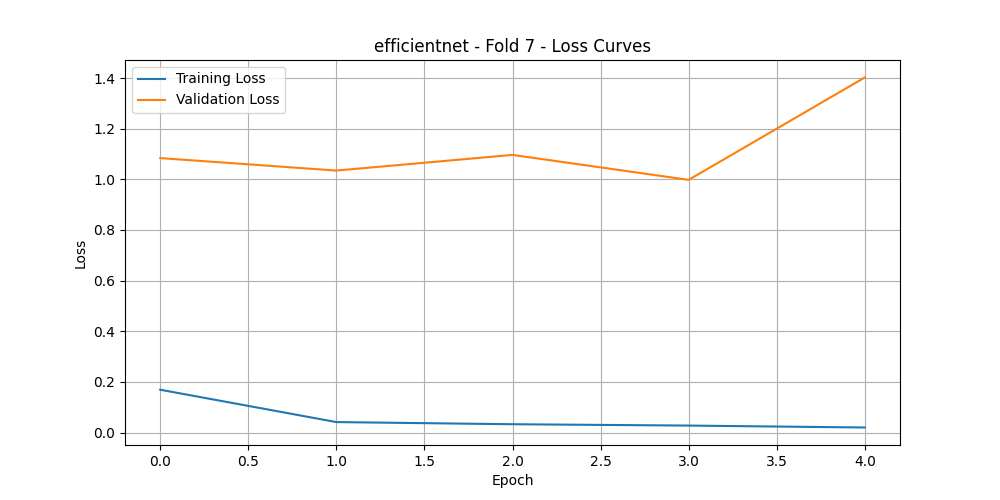 efficientnet - Fold 7 - Loss Curves
Training Loss
Validation Loss
1.4
1.2
1.0
0.8
0.6
0.4
0.2
0.0
Loss
0.0 0.5 1.0 1.5 2.0 2.5 3.0 3.5 4.0
Epoch